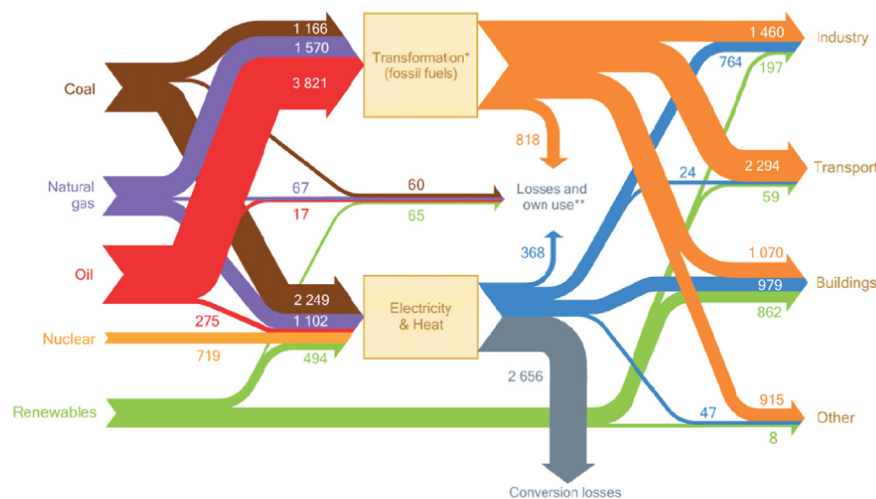 1 166
1 570
3 821
Transformation*
(fossil fuels)
1 460
764
197
Industry
Coal
818
2 294
24
59
Transport
Natural
gas
67
17
60
65
Losses and
own use**
368
Oil
2 249
1 102
275
Electricity
& Heat
1 070
979
862
Buildings
Nuclear
719
494
2 656
Renewables
915
47
8
Other
Conversion losses